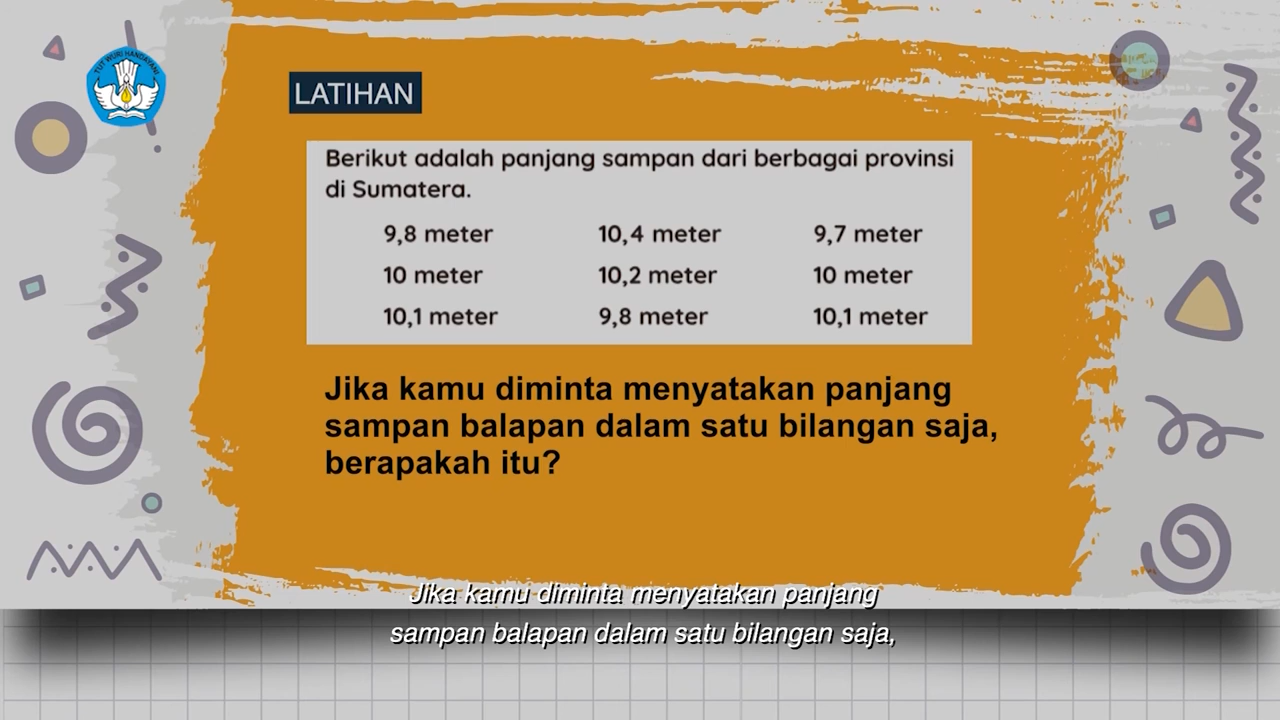 TUT WURI HANDAYANI
LATIHAN
Berikut adalah panjang sampan dari berbagai provinsi
di Sumatera.
9,8 meter 10,4 meter 9,7 meter
10 meter 10,2 meter 10 meter
10,1 meter 9,8 meter 10,1 meter
Jika kamu diminta menyatakan panjang
sampan balapan dalam satu bilangan saja,
berapakah itu?
Jika kamu diminta menyatakan panjang
sampan balapan dalam satu bilangan saja,